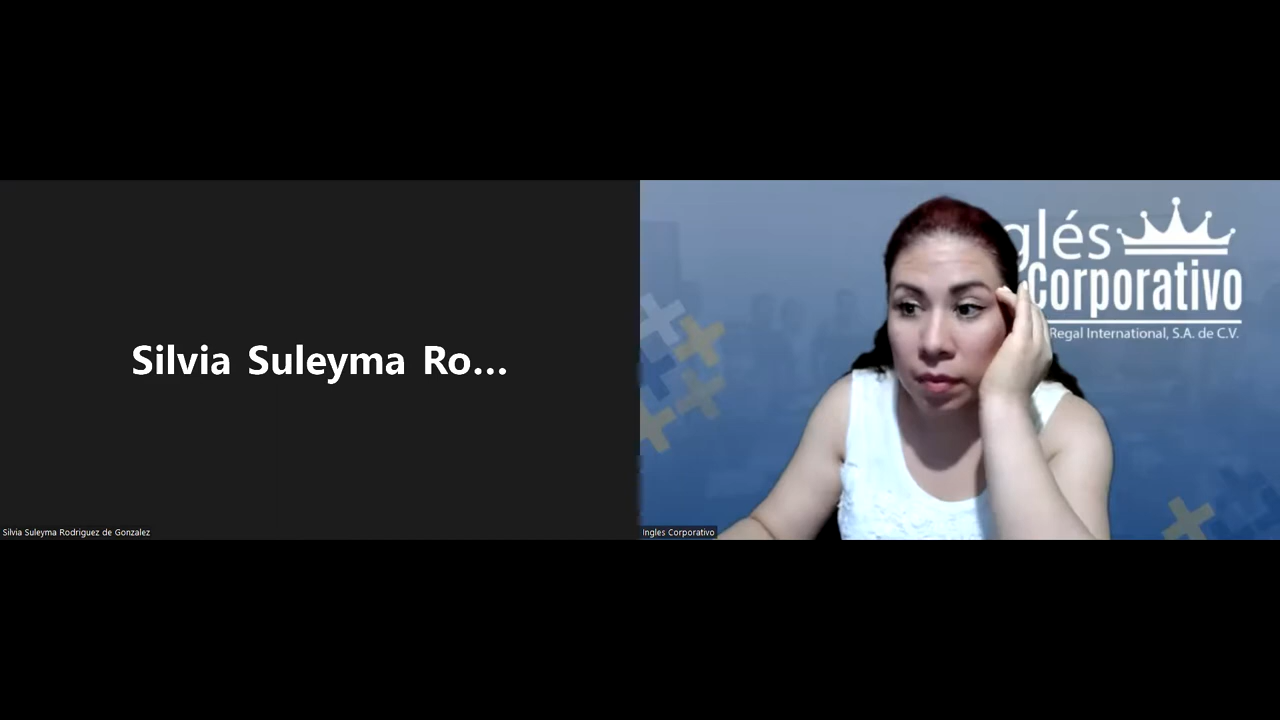 Silvia Suleyma Ro...
Silvia Suleyma Rodriguez de Gonzalez
glés
Corporativo
Regal International, S.A. de C.V.
Ingles Corporativo